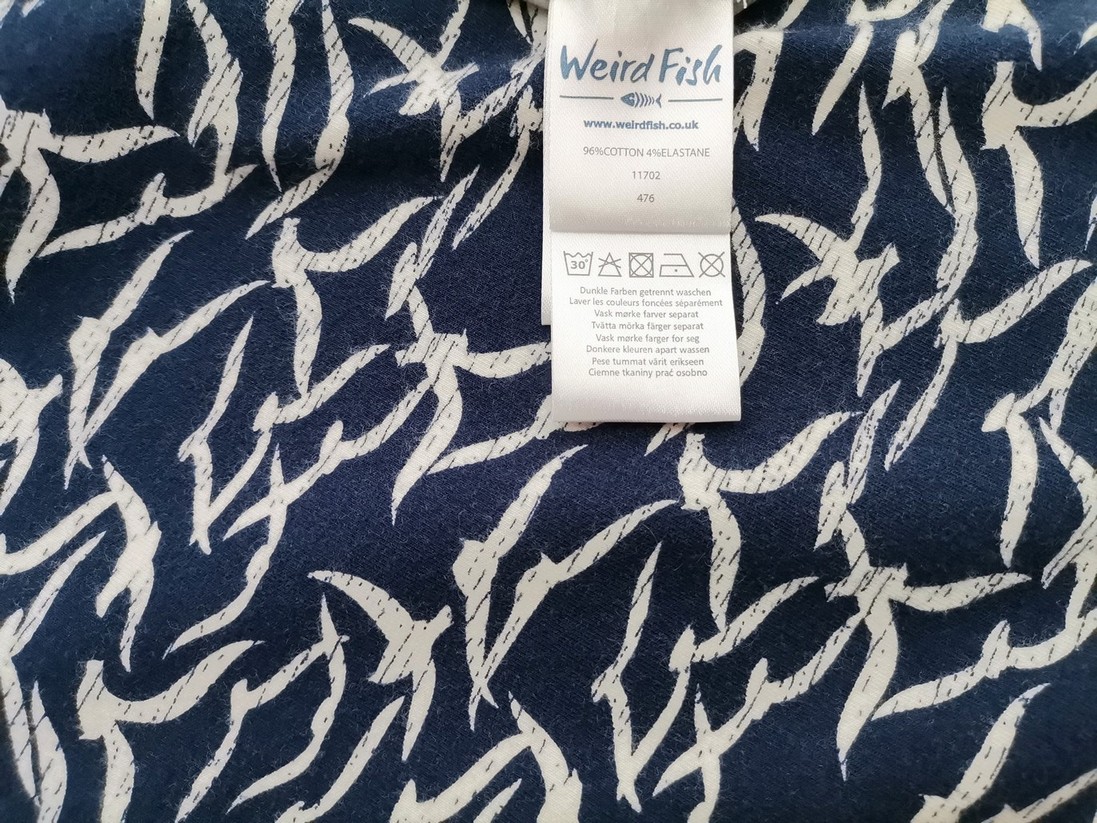 Weird Fish
www.weirdfish.co.uk
96%COTTON 4%ELASTANE
11702
476
30°
Dunkle Farben getrennt waschen
Laver les couleurs foncées séparément
Vask mørke farver separat
Tvätta mörka färger separat
Vask mørke farger for seg
Donkere kleuren apart wassen
Pese tummat värit erikseen
Ciemne tkaniny prać osobno